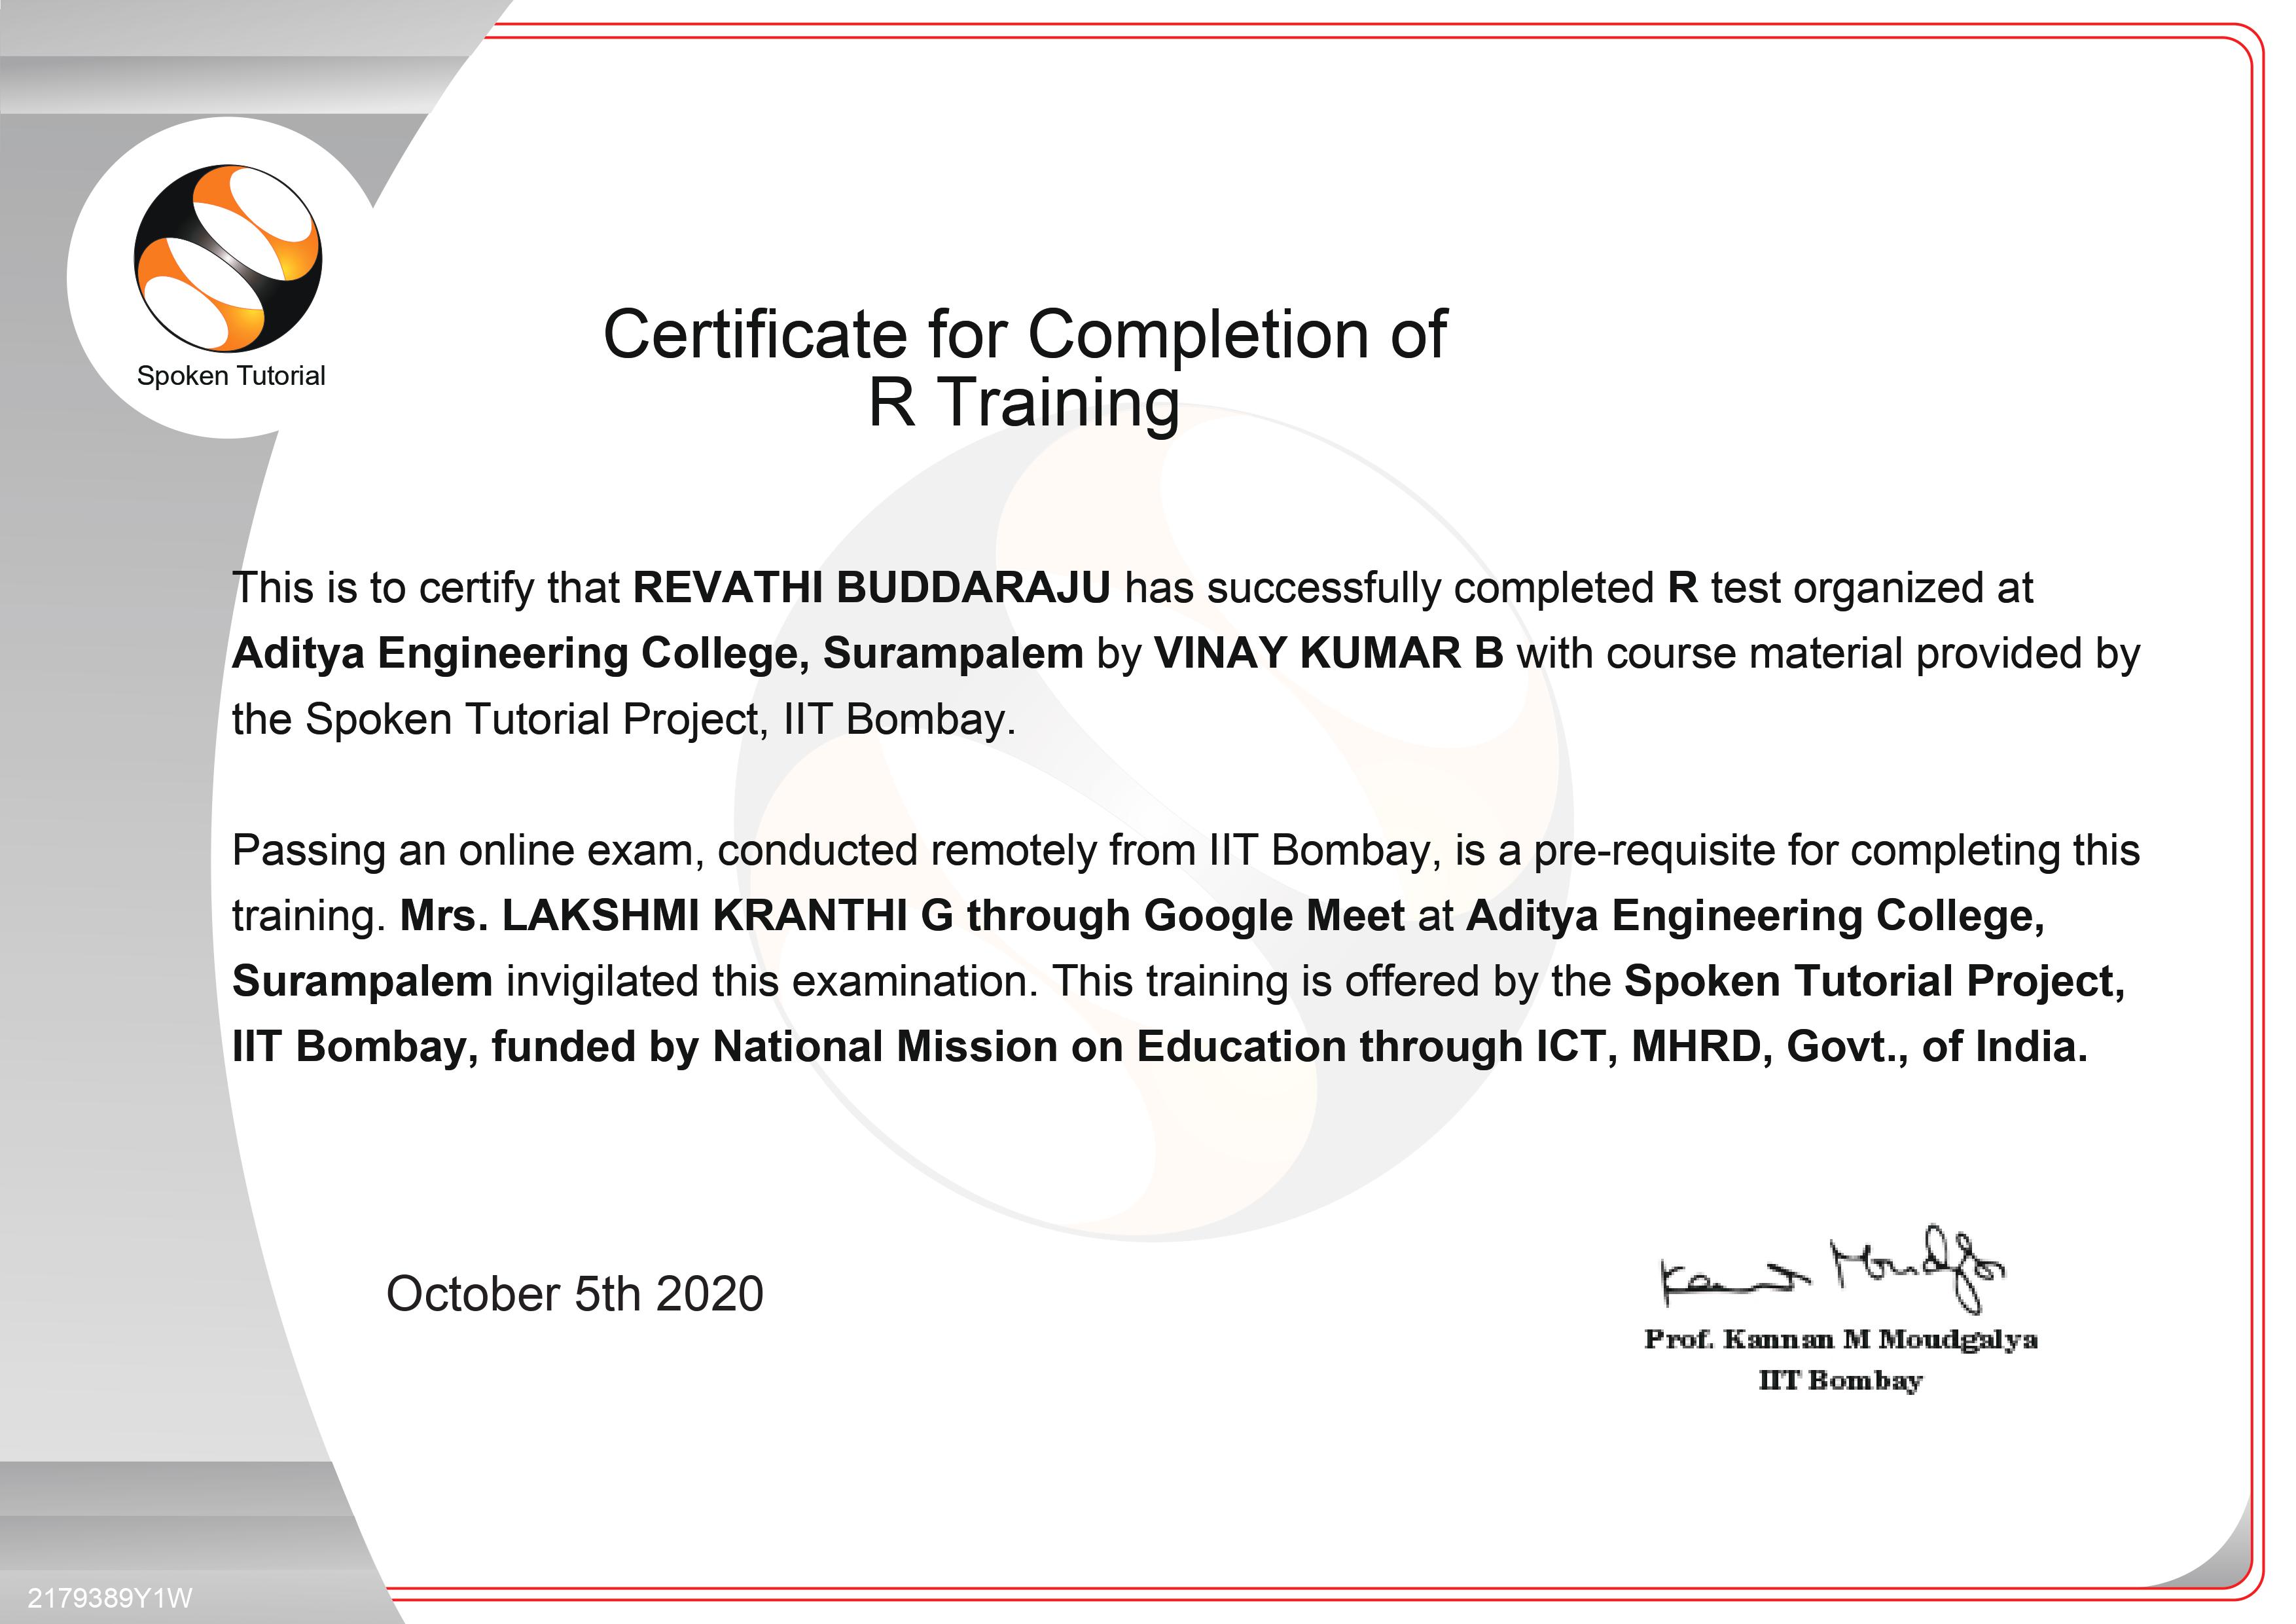 Spoken Tutorial
Certificate for Completion of
R Training
This is to certify that REVATHI BUDDARAJU has successfully completed R test organized at
Aditya Engineering College, Surampalem by VINAY KUMAR B with course material provided by
the Spoken Tutorial Project, IIT Bombay.
Passing an online exam, conducted remotely from IIT Bombay, is a pre-requisite for completing this
training. Mrs. LAKSHMI KRANTHI G through Google Meet at Aditya Engineering College,
Surampalem invigilated this examination. This training is offered by the Spoken Tutorial Project,
IIT Bombay, funded by National Mission on Education through ICT, MHRD, Govt., of India.
October 5th 2020
Kannan Moudgalya
Prof. Kannan M Moudgalya
IIT Bombay
2179389Y1W